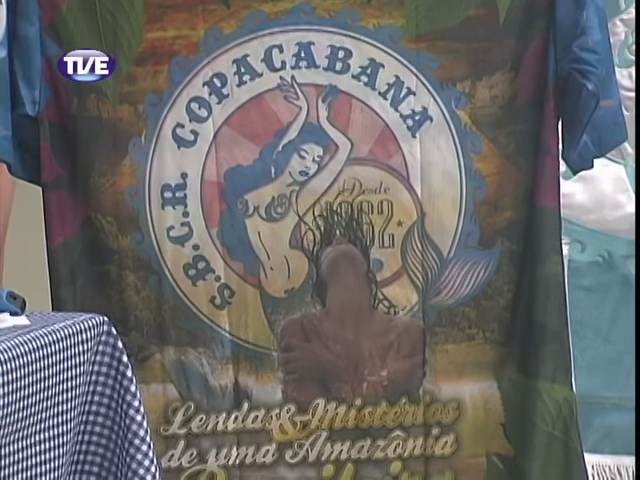 TVE
S.B.C.R. COPACABANA
Desde
1962
Lendas & Mistérios
de uma Amazônia